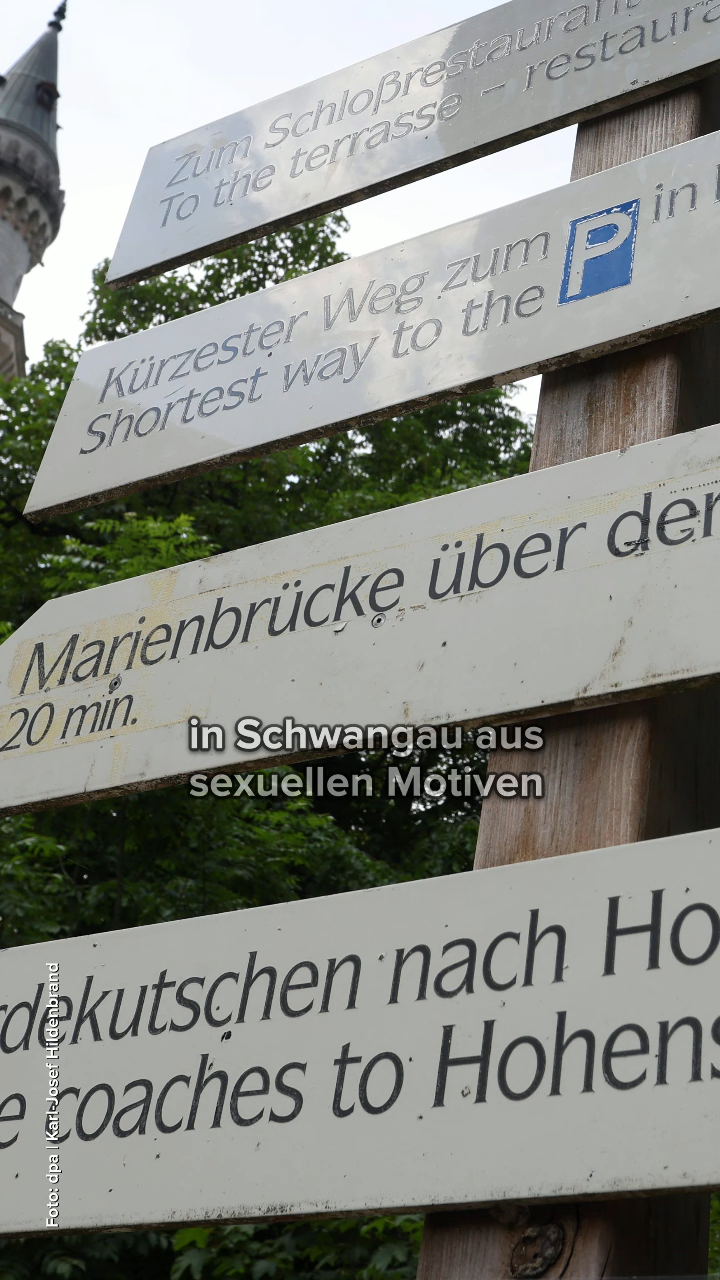 Zum Schloßrestaurant
To the terrasse – restaura
Kürzester Weg zum P in
Shortest way to the
Marienbrücke über der
20 min.
in Schwangau aus
sexuellen Motiven
rdekutschen nach Ho
e coaches to Hohens
Foto: dpa | Karl-Josef Hildenbrand